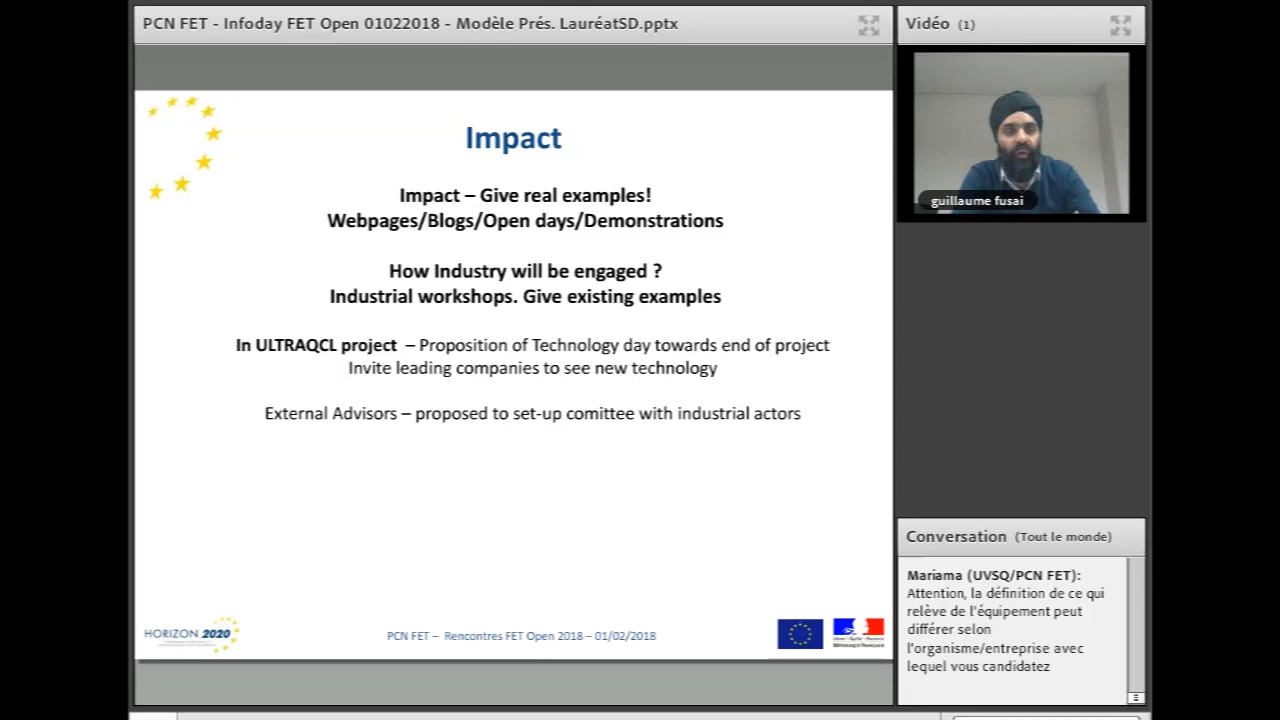 PCN FET - Infoday FET Open 01022018 - Modèle Prés. LauréatSD.pptx
Vidéo (1)
guillaume fusai
Impact
Impact – Give real examples!
Webpages/Blogs/Open days/Demonstrations
How Industry will be engaged ?
Industrial workshops. Give existing examples
In ULTRAQCL project – Proposition of Technology day towards end of project
Invite leading companies to see new technology
External Advisors – proposed to set-up comittee with industrial actors
HORIZON 2020
PCN FET – Rencontres FET Open 2018 – 01/02/2018
Conversation (Tout le monde)
Mariama (UVSQ/PCN FET):
Attention, la définition de ce qui
relève de l'équipement peut
différer selon
l'organisme/entreprise avec
lequel vous candidatez